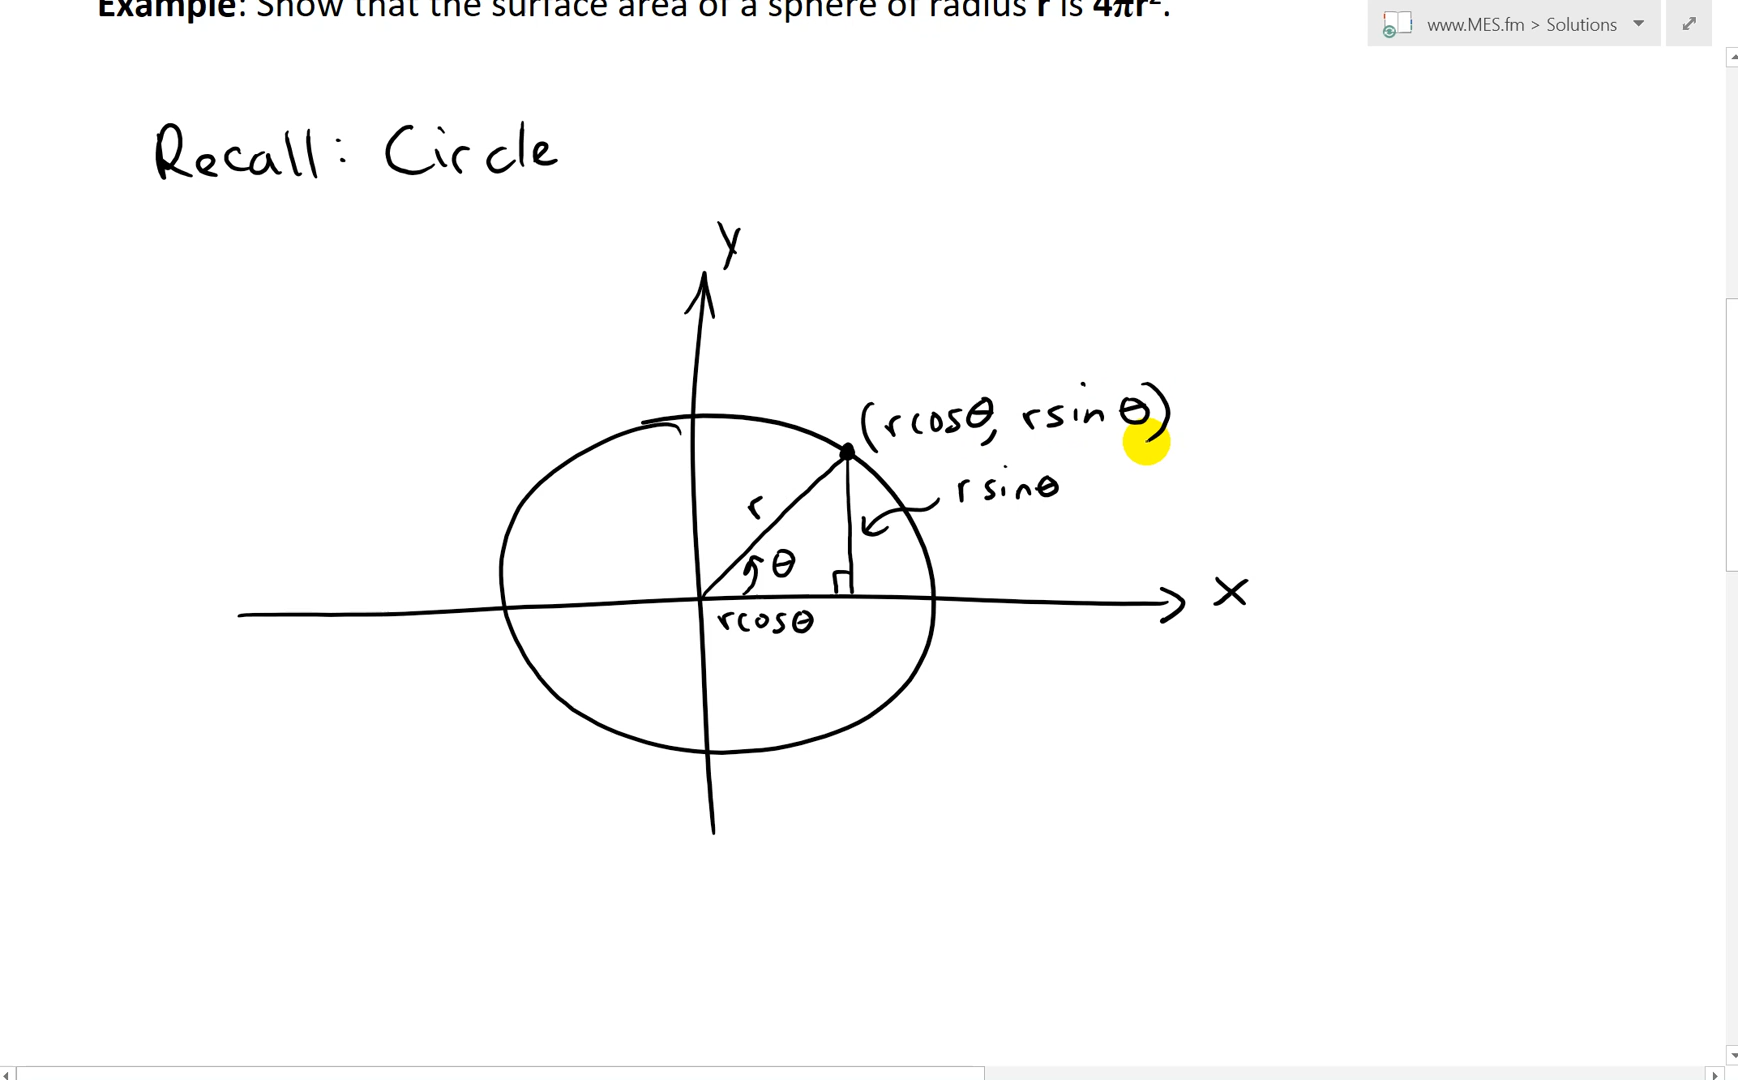 Example: Show that the surface area of a sphere of radius r is 4πr².
www.MES.fm > Solutions
Recall: Circle
y
(rcosθ, rsinθ)
rsinθ
r
θ
x
rcosθ